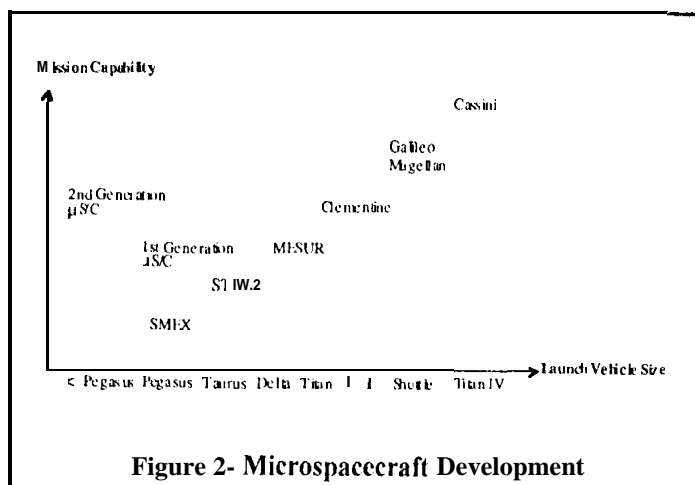 Mission Capability
Cassini
Galileo
Magellan
2nd Generation
µS/C
Clementine
1st Generation
µS/C
MESUR
SMEX
Launch Vehicle Size
< Pegasus Pegasus Taurus Delta Titan I I Shuttle Titan IV
Figure 2- Microspacecraft Development